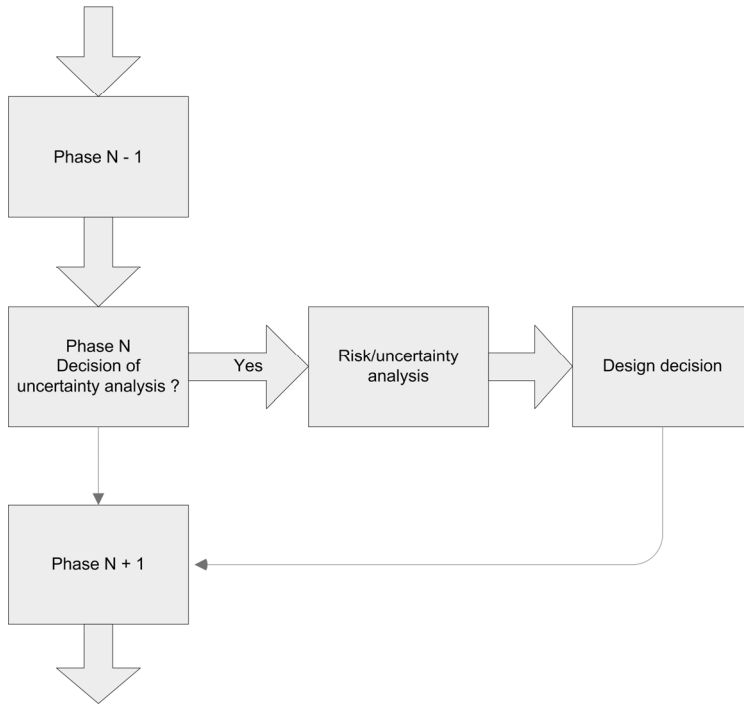 Phase N - 1
Phase N
Decision of
uncertainty analysis ?
Yes
Risk/uncertainty
analysis
Design decision
Phase N + 1